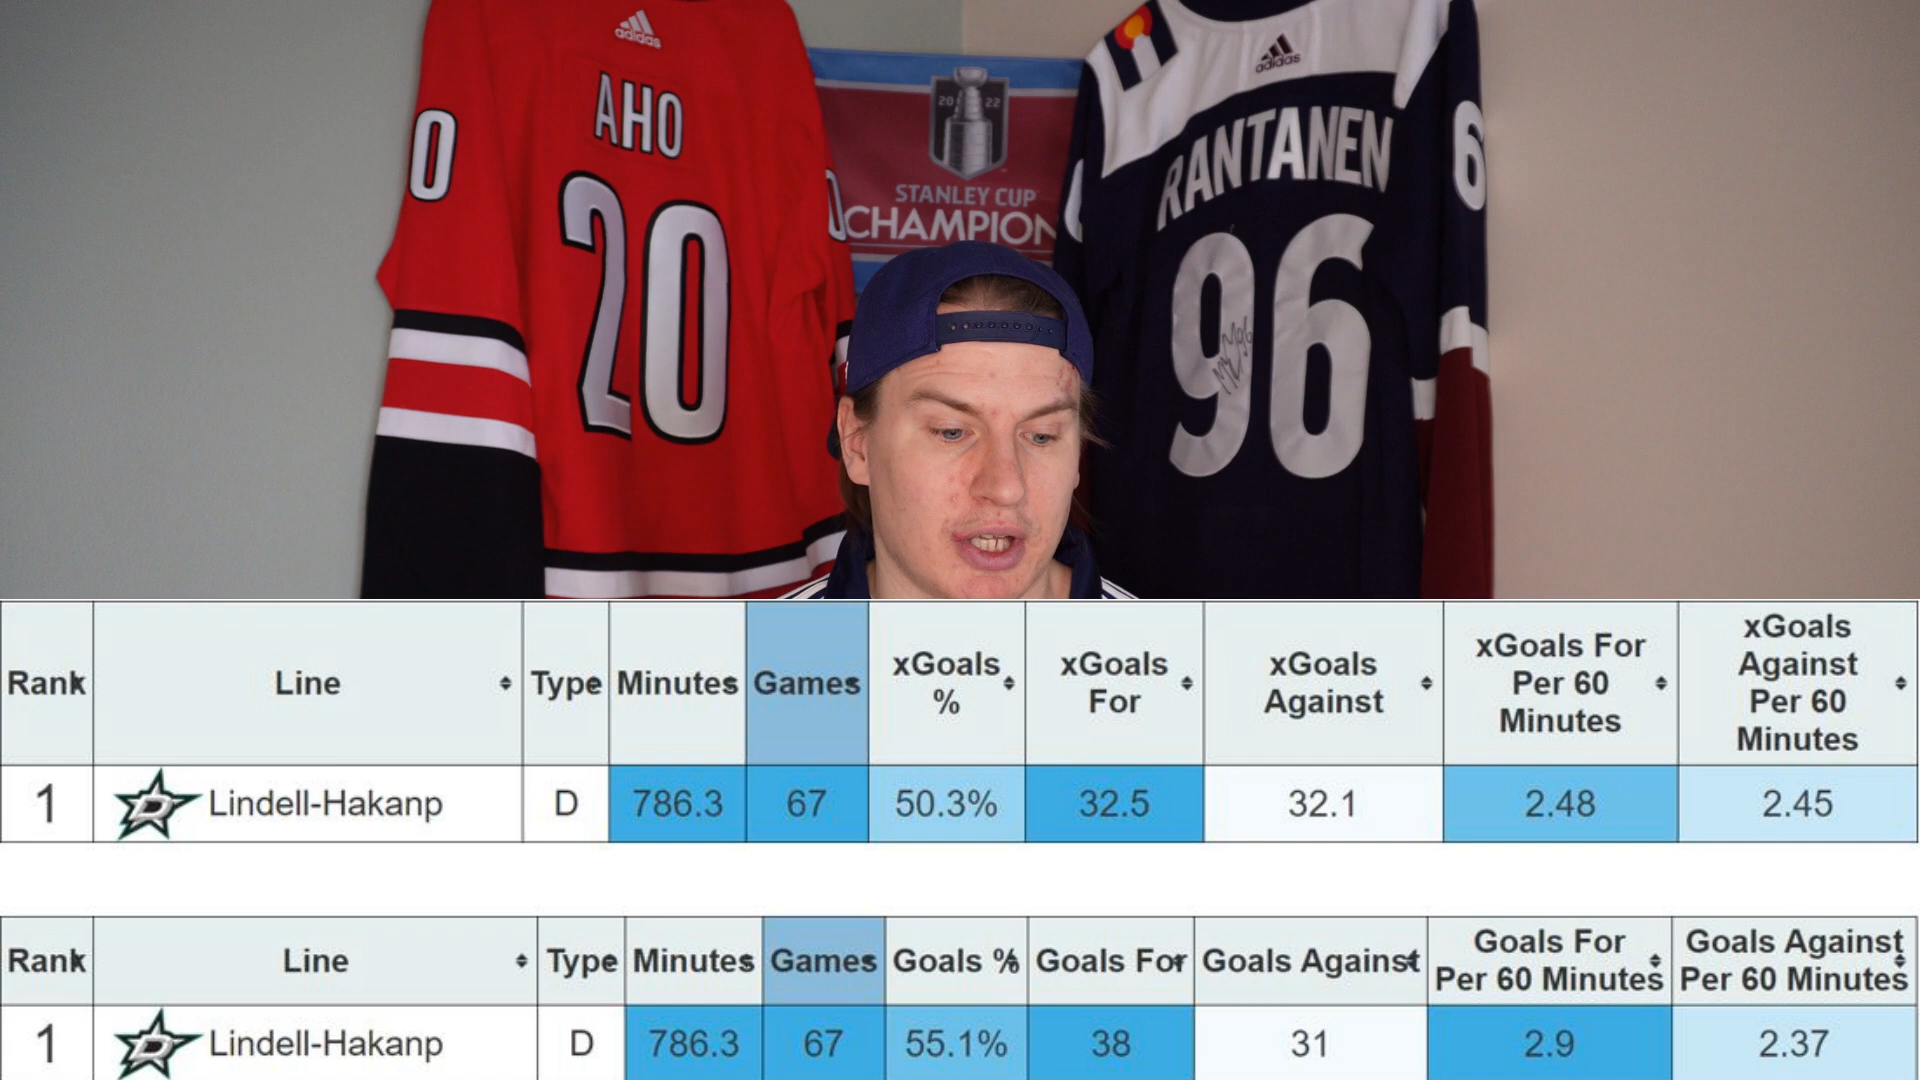 adidas
AHO
20
0
0
20 22
STANLEY CUP
CHAMPION
adidas
RANTANEN
96
6
Rank Line Type Minutes Games xGoals % xGoals For xGoals Against xGoals For Per 60 Minutes xGoals Against Per 60 Minutes
1 Lindell-Hakanp D 786.3 67 50.3% 32.5 32.1 2.48 2.45
Rank Line Type Minutes Games Goals % Goals For Goals Against Goals For Per 60 Minutes Goals Against Per 60 Minutes
1 Lindell-Hakanp D 786.3 67 55.1% 38 31 2.9 2.37